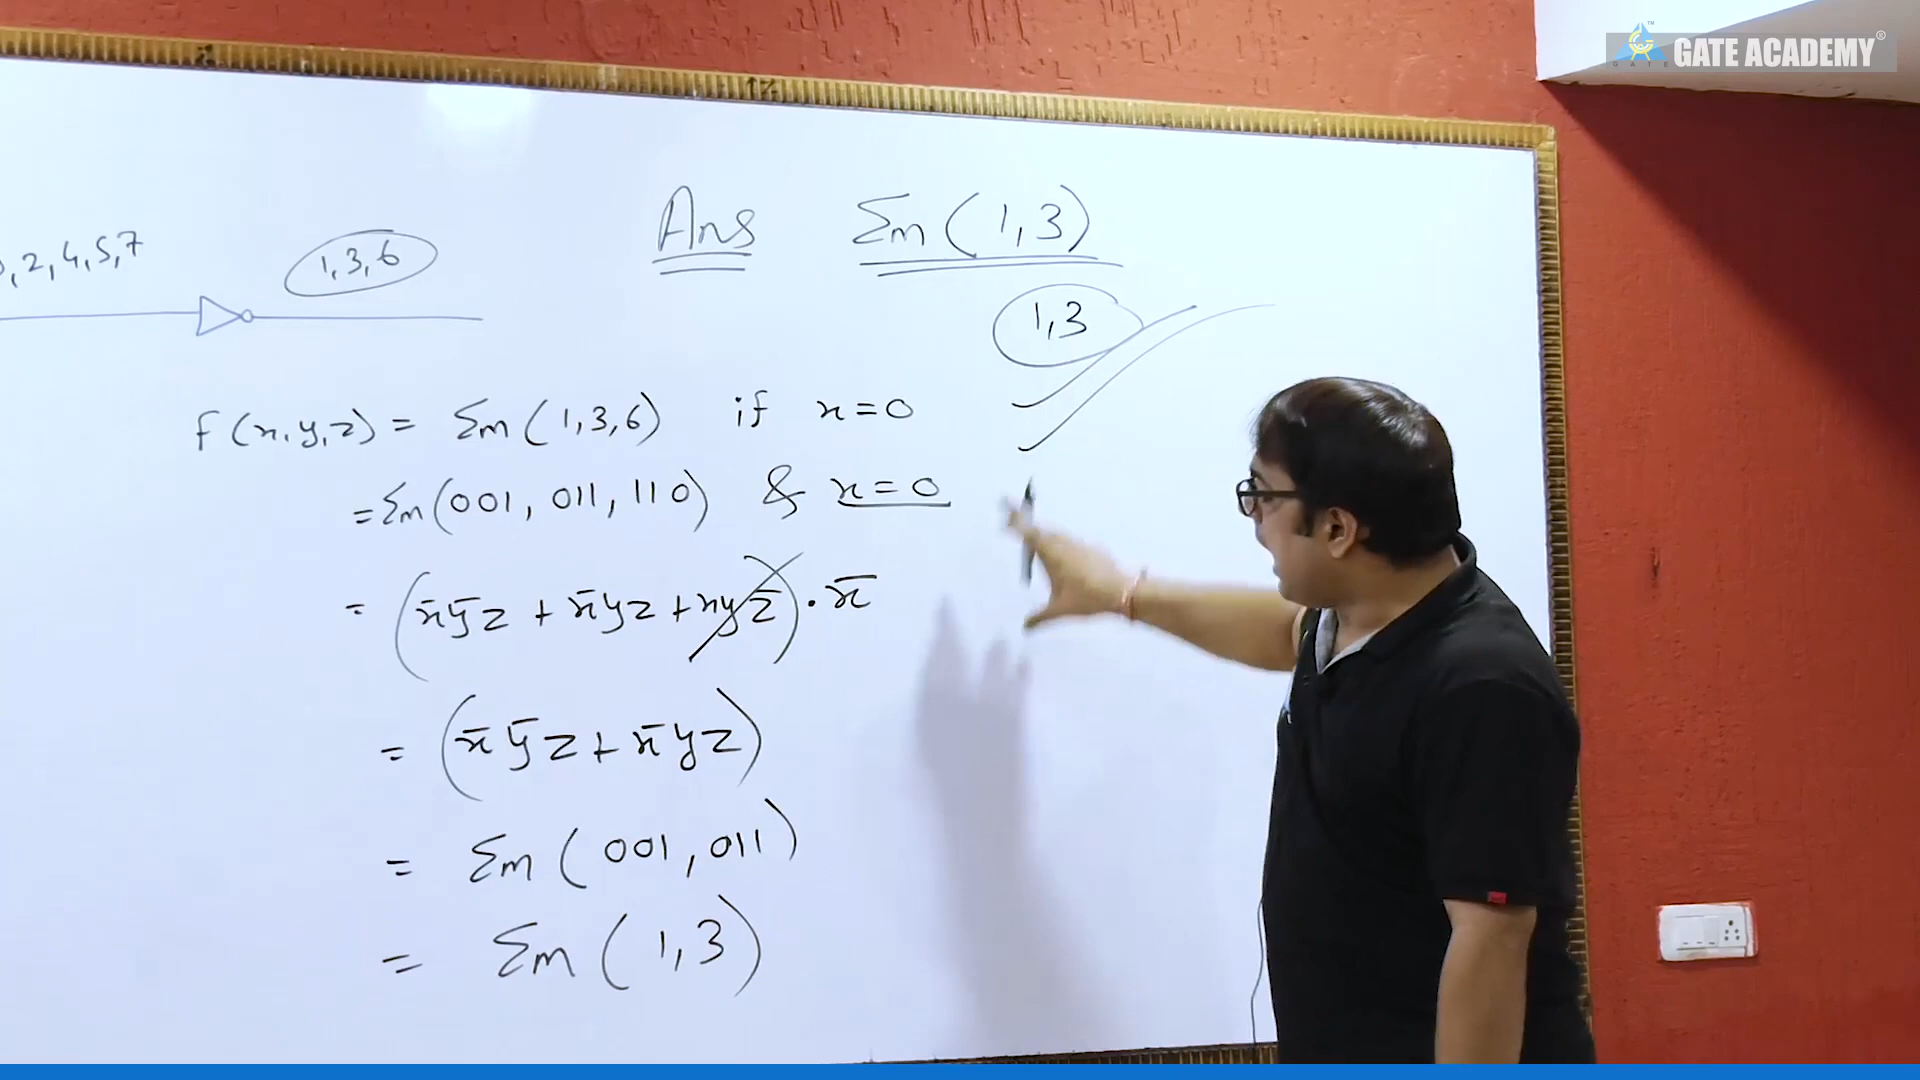 GATE ACADEMY®
GATE
Ans Σm(1,3)
,2,4,5,7
1,3,6
1,3
f(x,y,z) = Σm(1,3,6) if x=0
=Σm(001,011,110) & x=0
= (x̄ȳz + x̄yz + xyz̄)·x̄
= (x̄ȳz + x̄yz)
= Σm(001,011)
= Σm(1,3)